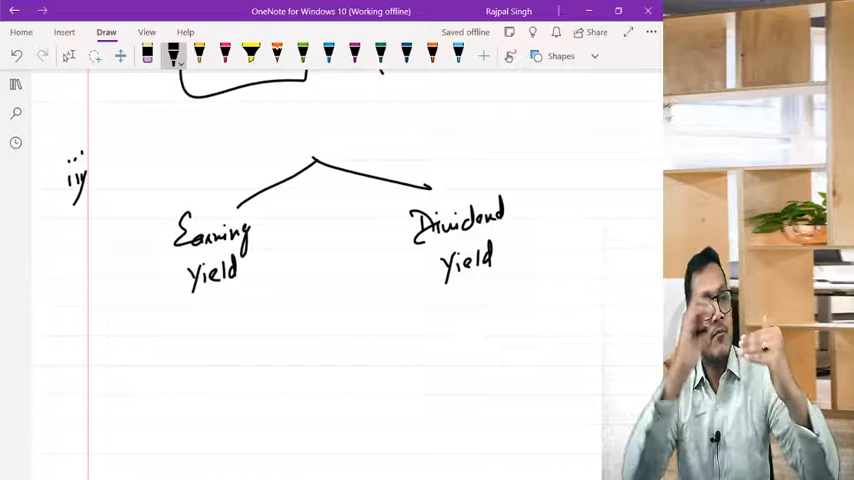 OneNote for Windows 10 (Working offline)
Rajpal Singh
Home Insert Draw View Help
Saved offline
Share
Shapes
iii)
Earning Dividend
yield yield